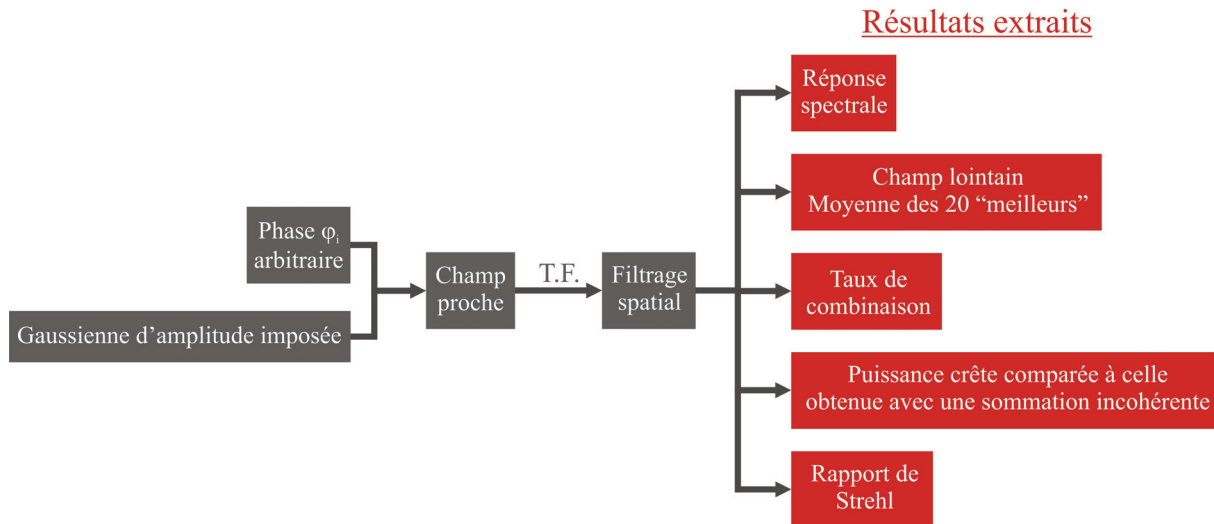 Résultats extraits
Réponse
spectrale
Champ lointain
Moyenne des 20 “meilleurs”
Phase φi
arbitraire
Champ
proche
T.F.
Filtrage
spatial
Taux de
combinaison
Gaussienne d’amplitude imposée
Puissance crête comparée à celle
obtenue avec une sommation incohérente
Rapport de
Strehl